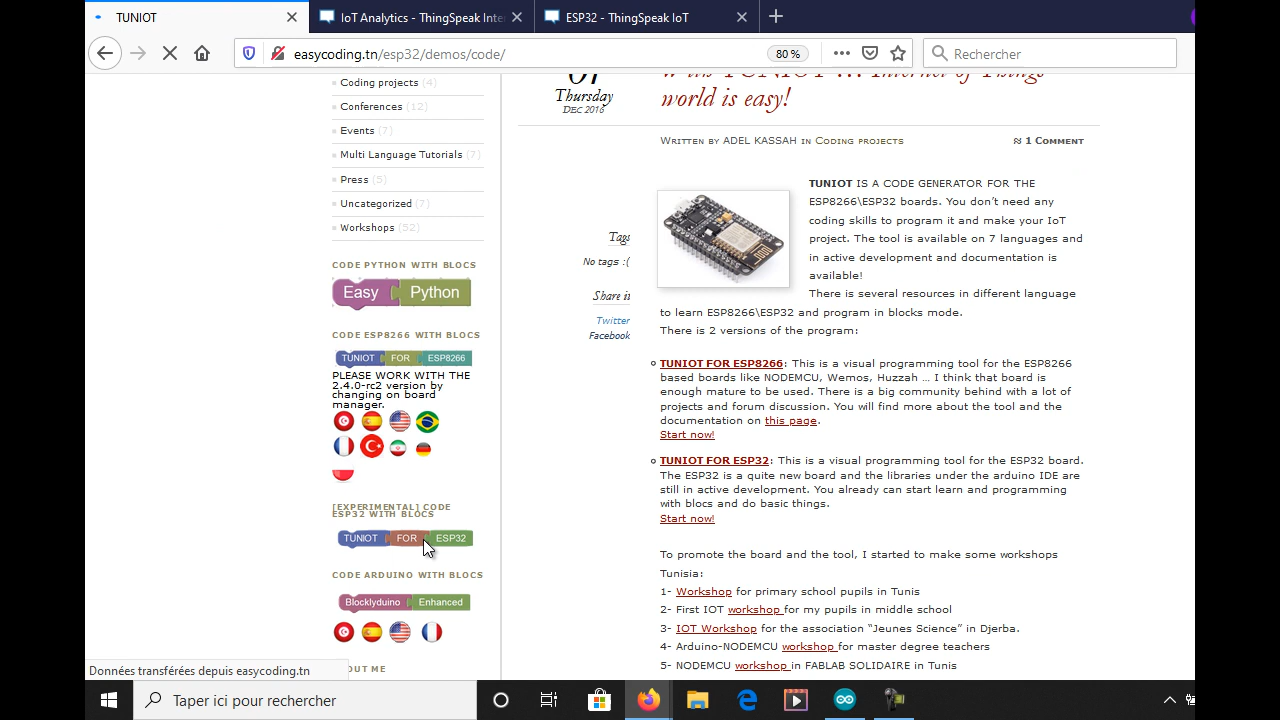 TUNIOT
IoT Analytics - ThingSpeak Inte
ESP32 - ThingSpeak IoT
easycoding.tn/esp32/demos/code/
80 %
Rechercher
Coding projects (4)
Conferences (12)
Events (7)
Multi Language Tutorials (7)
Press (5)
Uncategorized (7)
Workshops (52)
CODE PYTHON WITH BLOCS
Easy Python
CODE ESP8266 WITH BLOCS
TUNIOT FOR ESP8266
PLEASE WORK WITH THE
2.4.0-rc2 version by
changing on board
manager.
[EXPERIMENTAL] CODE
ESP32 WITH BLOCS
TUNIOT FOR ESP32
CODE ARDUINO WITH BLOCS
Blocklyduino Enhanced
OUT ME
Données transférées depuis easycoding.tn
Thursday
DEC 2016
With TUNIOT ... Internet of Things
world is easy!
WRITTEN BY ADEL KASSAH IN CODING PROJECTS
1 COMMENT
Tags
No tags :(
Share it
Twitter
Facebook
TUNIOT IS A CODE GENERATOR FOR THE
ESP8266\ESP32 boards. You don’t need any
coding skills to program it and make your IoT
project. The tool is available on 7 languages and
in active development and documentation is
available!
There is several resources in different language
to learn ESP8266\ESP32 and program in blocks mode.
There is 2 versions of the program:
TUNIOT FOR ESP8266: This is a visual programming tool for the ESP8266
based boards like NODEMCU, Wemos, Huzzah … I think that board is
enough mature to be used. There is a big community behind with a lot of
projects and forum discussion. You will find more about the tool and the
documentation on this page.
Start now!
TUNIOT FOR ESP32: This is a visual programming tool for the ESP32 board.
The ESP32 is a quite new board and the libraries under the arduino IDE are
still in active development. You already can start learn and programming
with blocs and do basic things.
Start now!
To promote the board and the tool, I started to make some workshops
Tunisia:
1- Workshop for primary school pupils in Tunis
2- First IOT workshop for my pupils in middle school
3- IOT Workshop for the association “Jeunes Science” in Djerba.
4- Arduino-NODEMCU workshop for master degree teachers
5- NODEMCU workshop in FABLAB SOLIDAIRE in Tunis
Taper ici pour rechercher